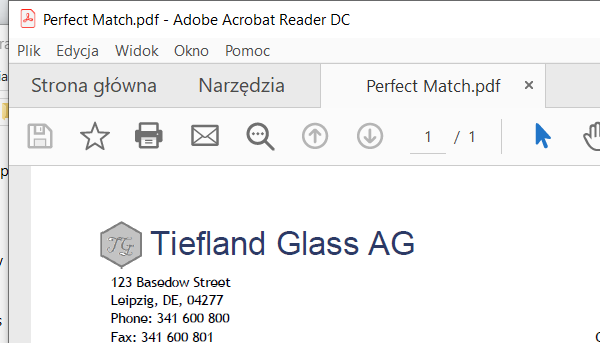 Perfect Match.pdf - Adobe Acrobat Reader DC
Plik Edycja Widok Okno Pomoc
Strona główna Narzędzia Perfect Match.pdf ×
1 / 1
TG Tiefland Glass AG
123 Basedow Street
Leipzig, DE, 04277
Phone: 341 600 800
Fax: 341 600 801